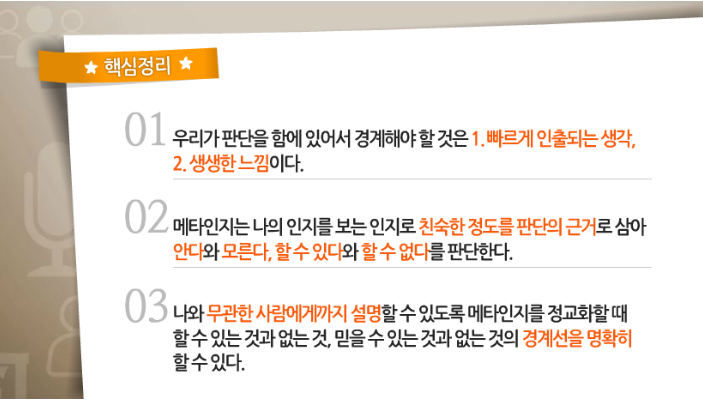 ★ 핵심정리 ★
01 우리가 판단을 함에 있어서 경계해야 할 것은 1. 빠르게 인출되는 생각,
2. 생생한 느낌이다.
02 메타인지는 나의 인지를 보는 인지로 친숙한 정도를 판단의 근거로 삼아
안다와 모른다, 할 수 있다와 할 수 없다를 판단한다.
03 나와 무관한 사람에게까지 설명할 수 있도록 메타인지를 정교화할 때
할 수 있는 것과 없는 것, 믿을 수 있는 것과 없는 것의 경계선을 명확히
할 수 있다.